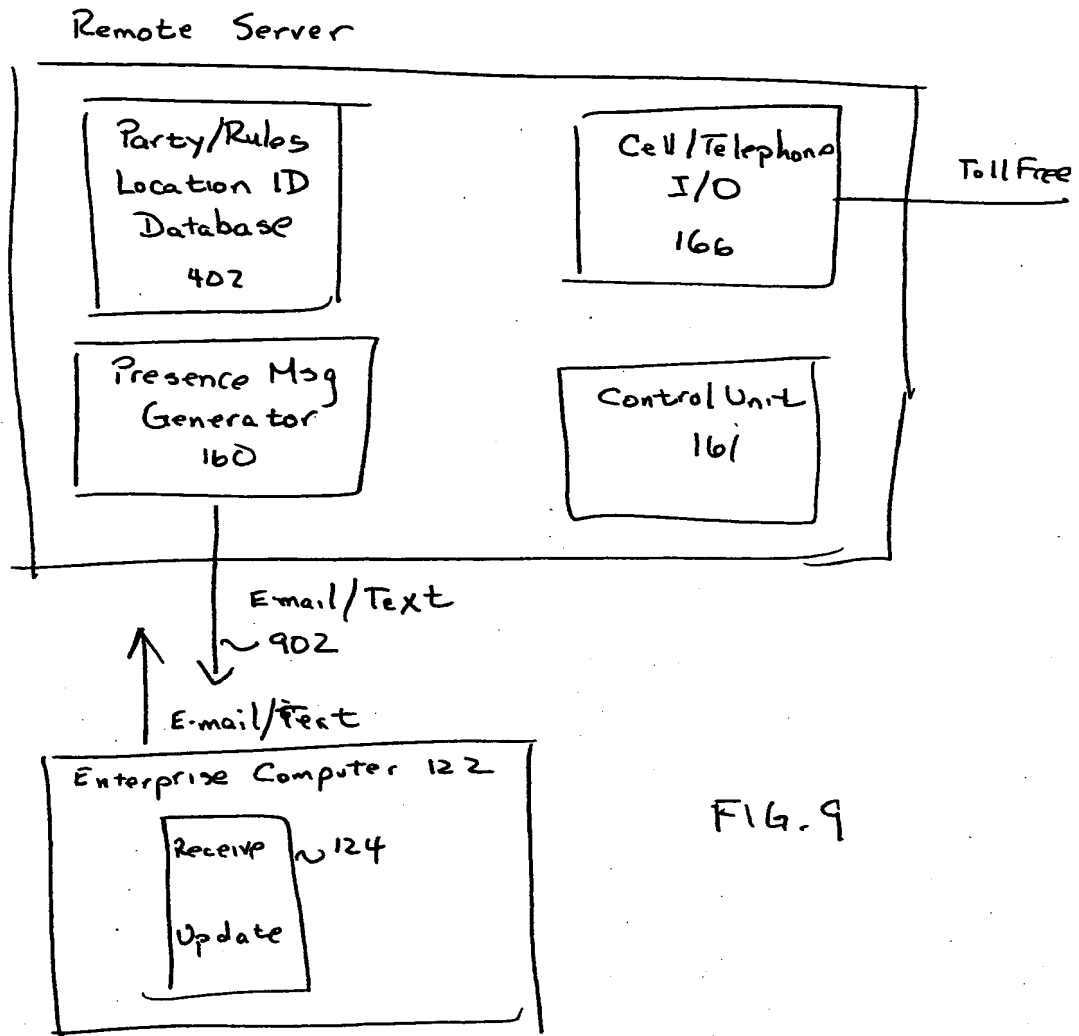 Remote Server
Party/Rules
Location ID
Database
402
Cell/Telephone
I/O
166
Toll Free
Presence Msg
Generator
160
Control Unit
161
E-mail/Text
902
E-mail/Text
Enterprise Computer 122
Receive
124
Update
FIG. 9